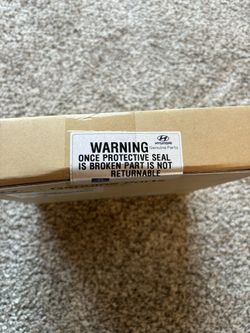 WARNING
HYUNDAI
Genuine Parts
ONCE PROTECTIVE SEAL
IS BROKEN PART IS NOT
RETURNABLE